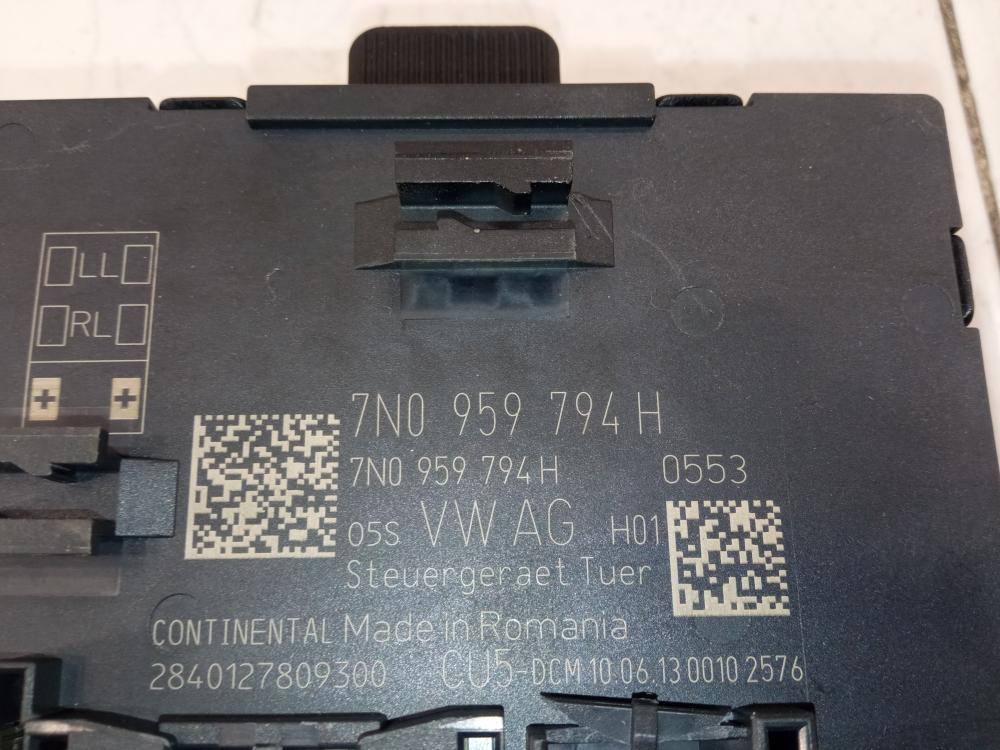 LL
RL
+ +
7N0 959 794 H
7N0 959 794 H 0553
05S VW AG H01
Steuergeraet Tuer
CONTINENTAL Made in Romania
2840127809300 CU5-DCM 10.06.13 0010 2576